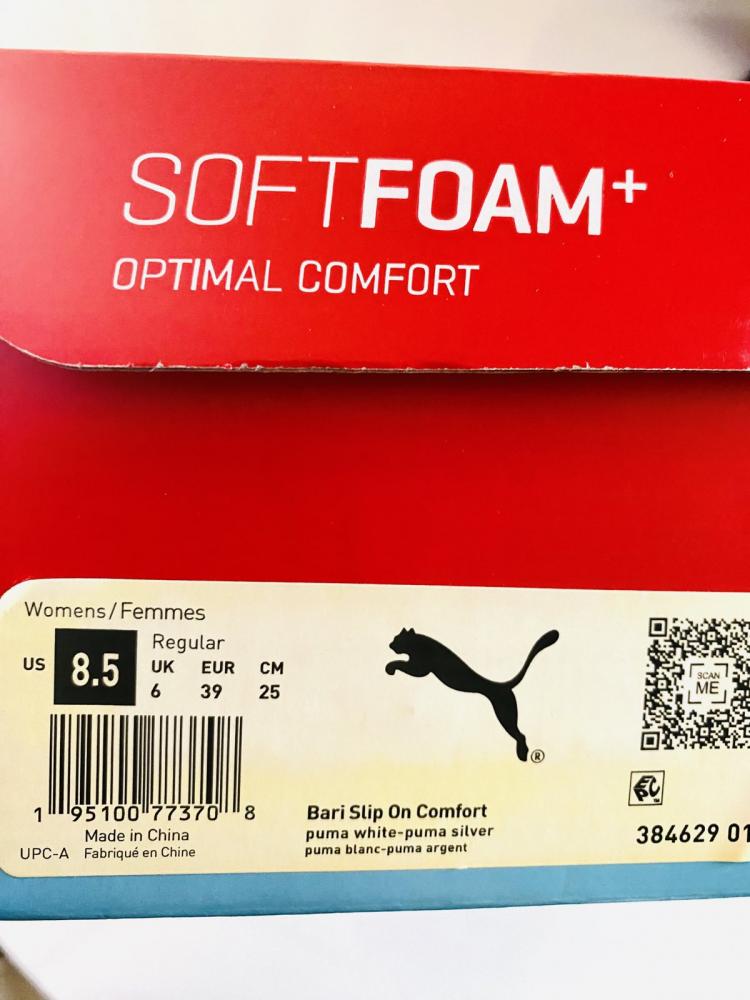 SOFTFOAM+
OPTIMAL COMFORT
Womens/Femmes
US 8.5
Regular
UK EUR CM
6 39 25
1 95100 77370 8
Made in China
UPC-A Fabriqué en Chine
®
Bari Slip On Comfort
puma white-puma silver
puma blanc-puma argent
SCAN
ME
EPC™
384629 01